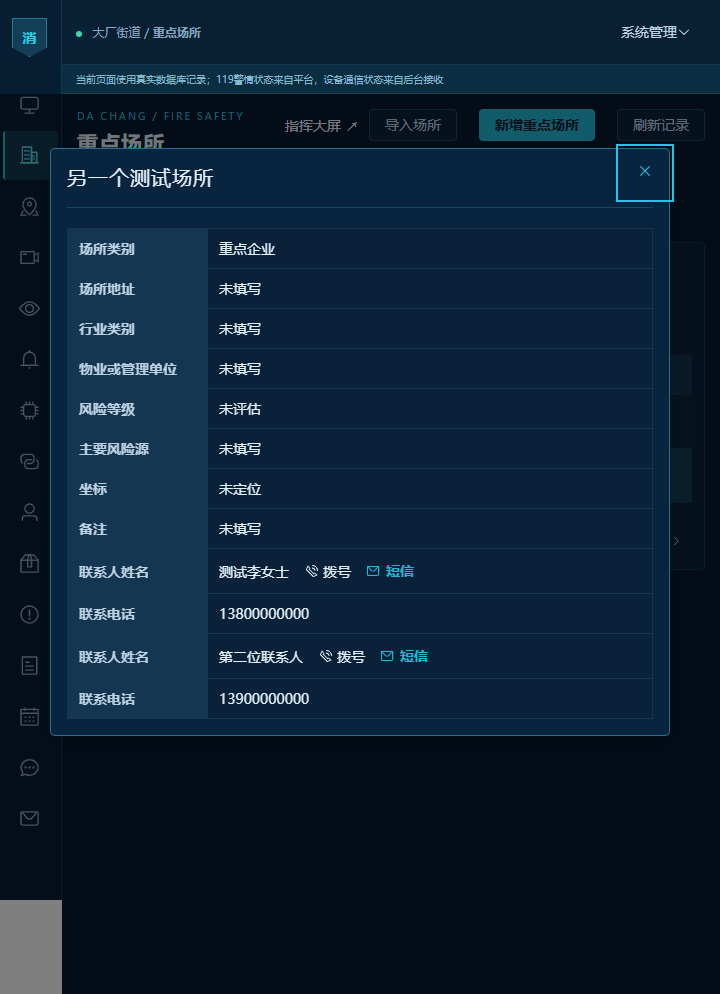 消
大厂街道 / 重点场所
系统管理
当前页面使用真实数据库记录；119警情状态来自平台，设备通信状态来自后台接收
DA CHANG / FIRE SAFETY
重点场所
指挥大屏 ↗
导入场所
新增重点场所
刷新记录
另一个测试场所
场所类别 重点企业
场所地址 未填写
行业类别 未填写
物业或管理单位 未填写
风险等级 未评估
主要风险源 未填写
坐标 未定位
备注 未填写
联系人姓名 测试李女士 拨号 短信
联系电话 13800000000
联系人姓名 第二位联系人 拨号 短信
联系电话 13900000000